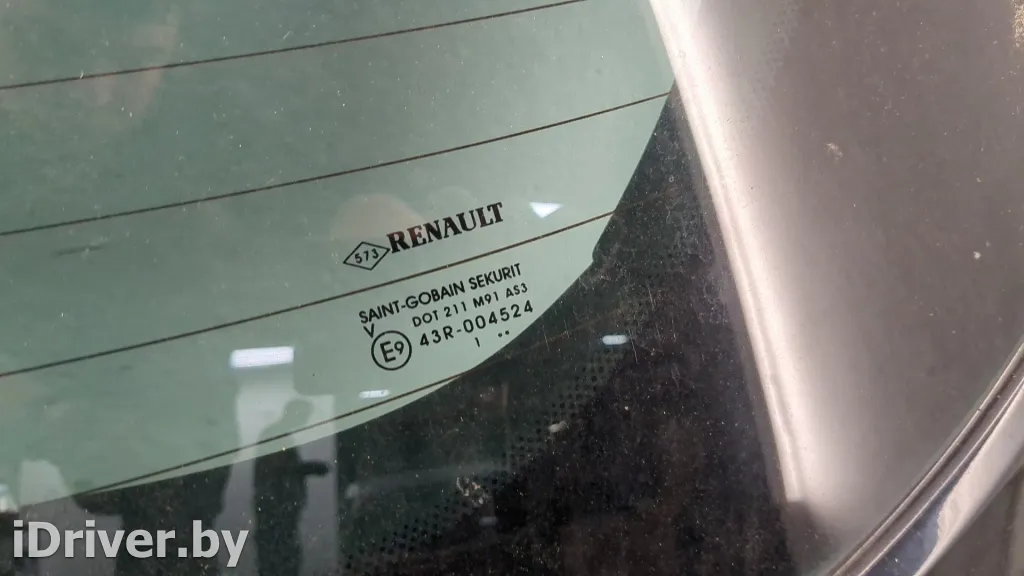 573 RENAULT
SAINT-GOBAIN SEKURIT
DOT 211 M91 AS3
V
E9 43R-004524
1 ..
iDriver.by